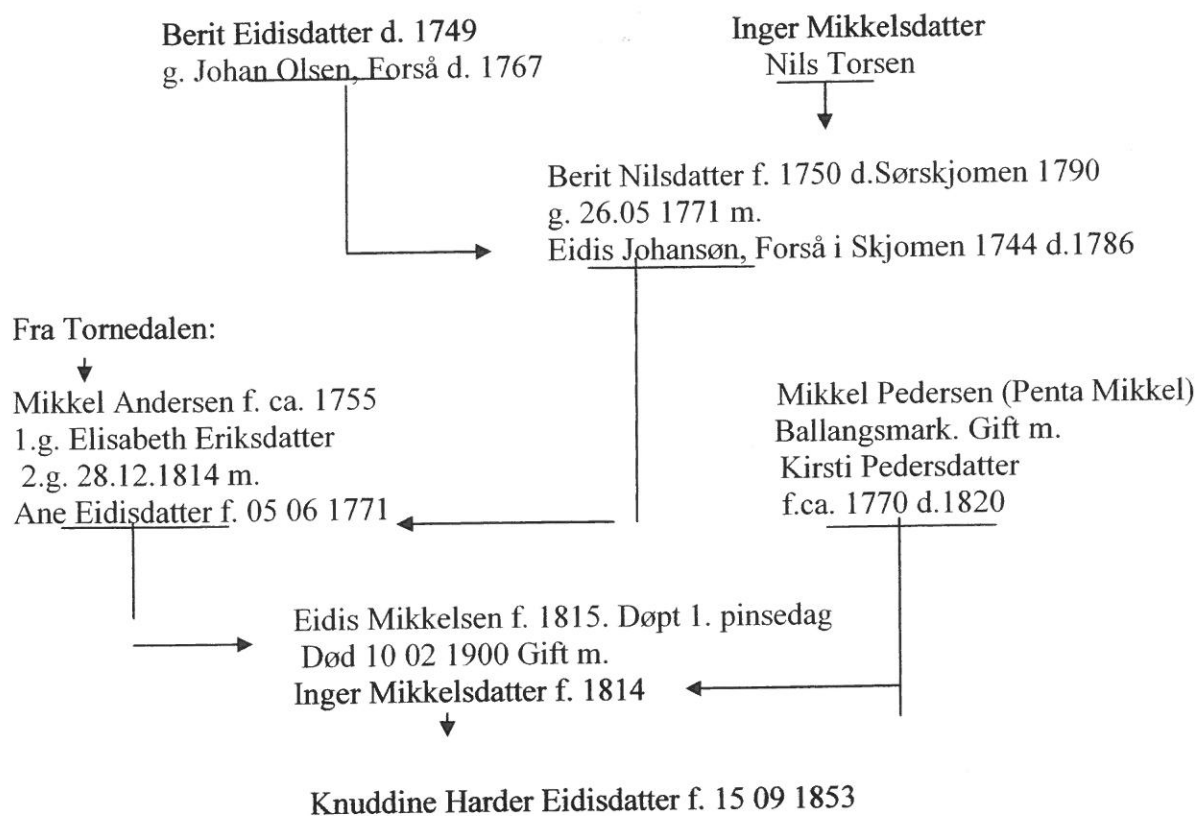 Berit Eidisdatter d. 1749
g. Johan Olsen, Forså d. 1767
Inger Mikkelsdatter
Nils Torsen
Berit Nilsdatter f. 1750 d.Sørskjomen 1790
g. 26.05 1771 m.
Eidis Johansøn, Forså i Skjomen 1744 d.1786
Fra Tornedalen:
Mikkel Andersen f. ca. 1755
1.g. Elisabeth Eriksdatter
2.g. 28.12.1814 m.
Ane Eidisdatter f. 05 06 1771
Mikkel Pedersen (Penta Mikkel)
Ballangsmark. Gift m.
Kirsti Pedersdatter
f.ca. 1770 d.1820
Eidis Mikkelsen f. 1815. Døpt 1. pinsedag
Død 10 02 1900 Gift m.
Inger Mikkelsdatter f. 1814
Knuddine Harder Eidisdatter f. 15 09 1853